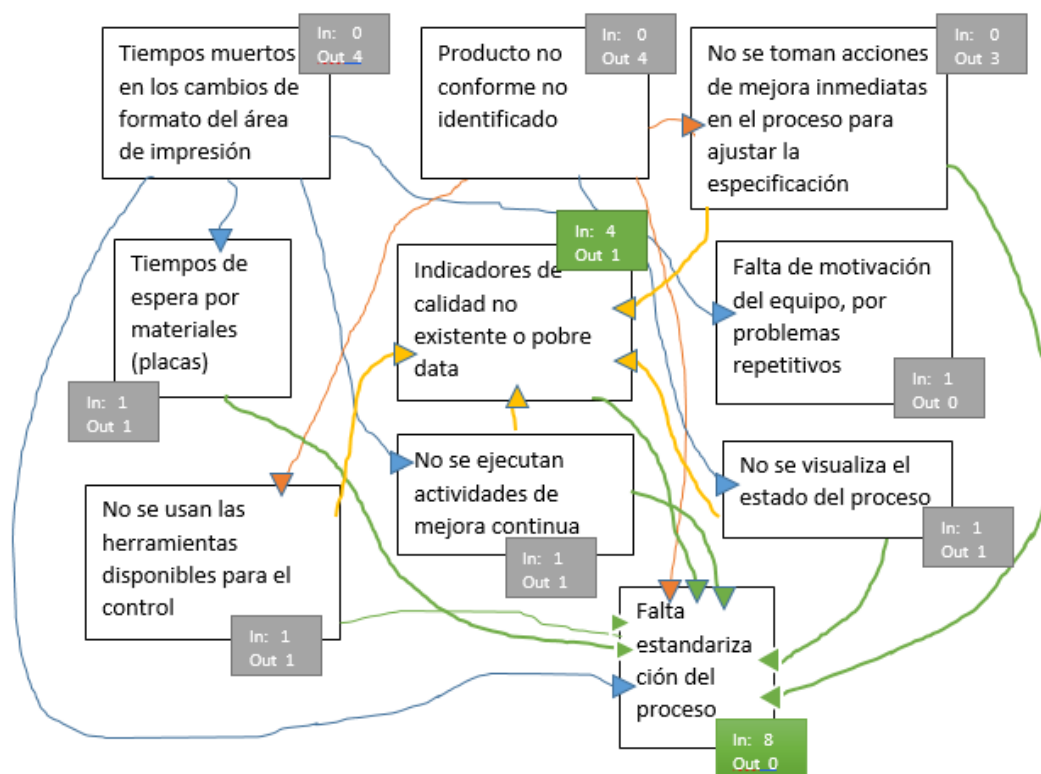 Tiempos muertos
en los cambios de
formato del área
de impresión
In: 0
Out 4
Producto no
conforme no
identificado
In: 0
Out 4
No se toman acciones
de mejora inmediatas
en el proceso para
ajustar la
especificación
In: 0
Out 3
Tiempos de
espera por
materiales
(placas)
In: 1
Out 1
Indicadores de
calidad no
existente o pobre
data
In: 4
Out 1
Falta de motivación
del equipo, por
problemas
repetitivos
In: 1
Out 0
No se usan las
herramientas
disponibles para el
control
In: 1
Out 1
No se ejecutan
actividades de
mejora continua
In: 1
Out 1
No se visualiza el
estado del proceso
In: 1
Out 1
Falta
estandariza
ción del
proceso
In: 8
Out 0